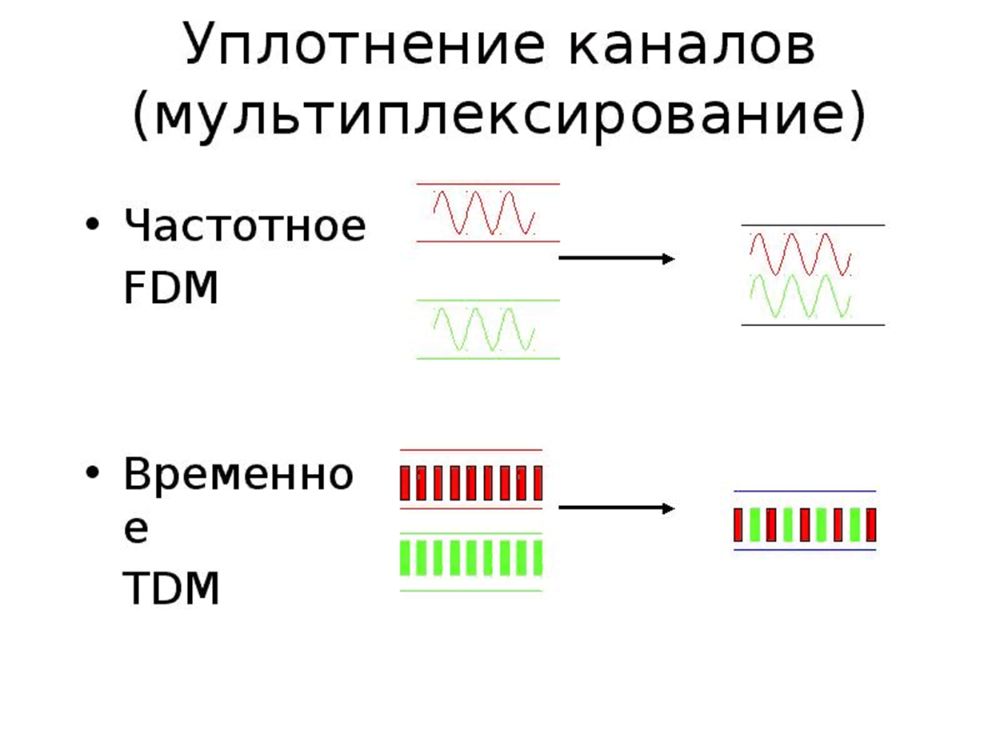 Уплотнение каналов
(мультиплексирование)
• Частотное
FDM
• Временно
е
TDM